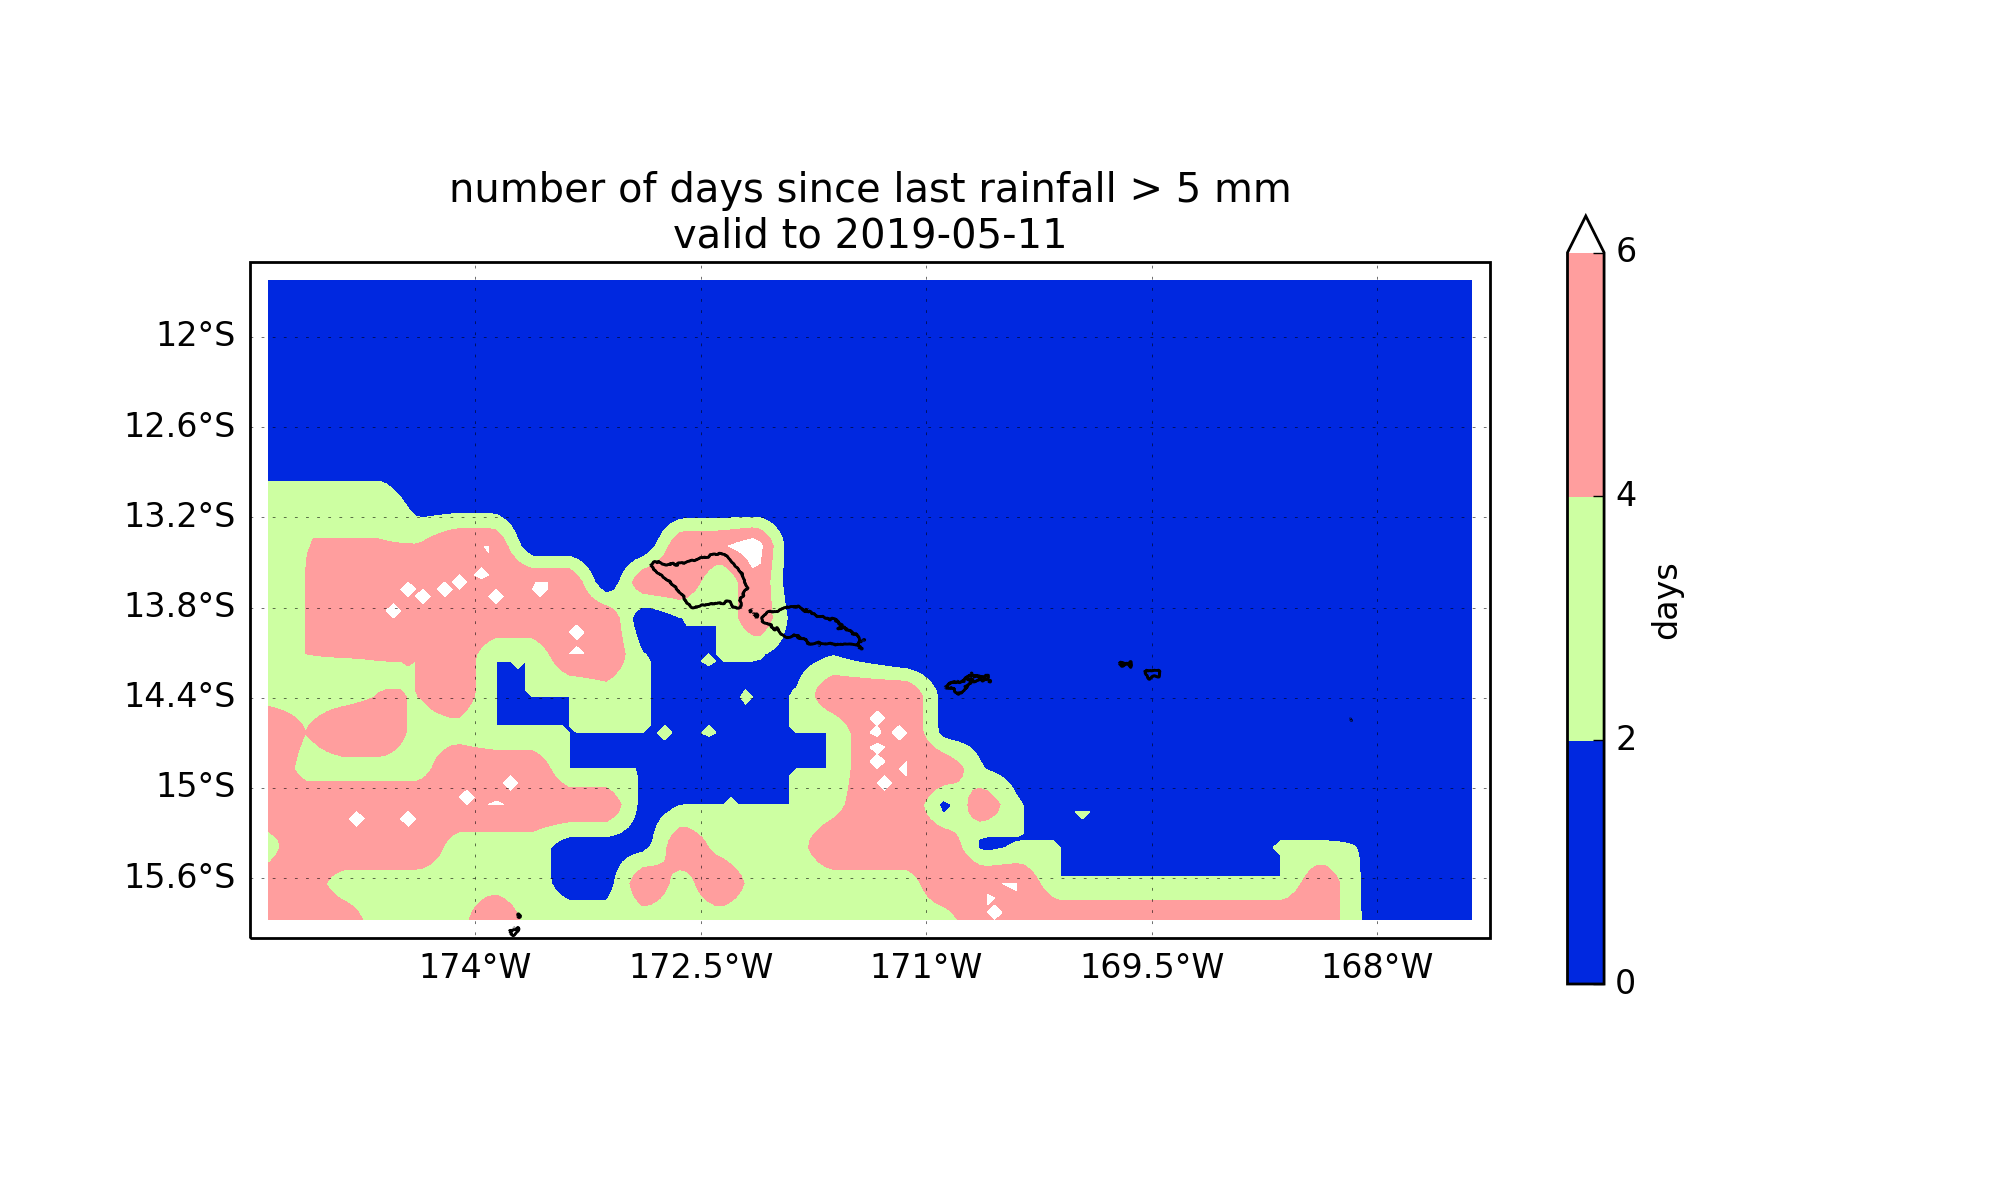 number of days since last rainfall > 5 mm
valid to 2019-05-11
12°S
12.6°S
13.2°S
13.8°S
14.4°S
15°S
15.6°S
174°W
172.5°W
171°W
169.5°W
168°W
6
4
2
0
days